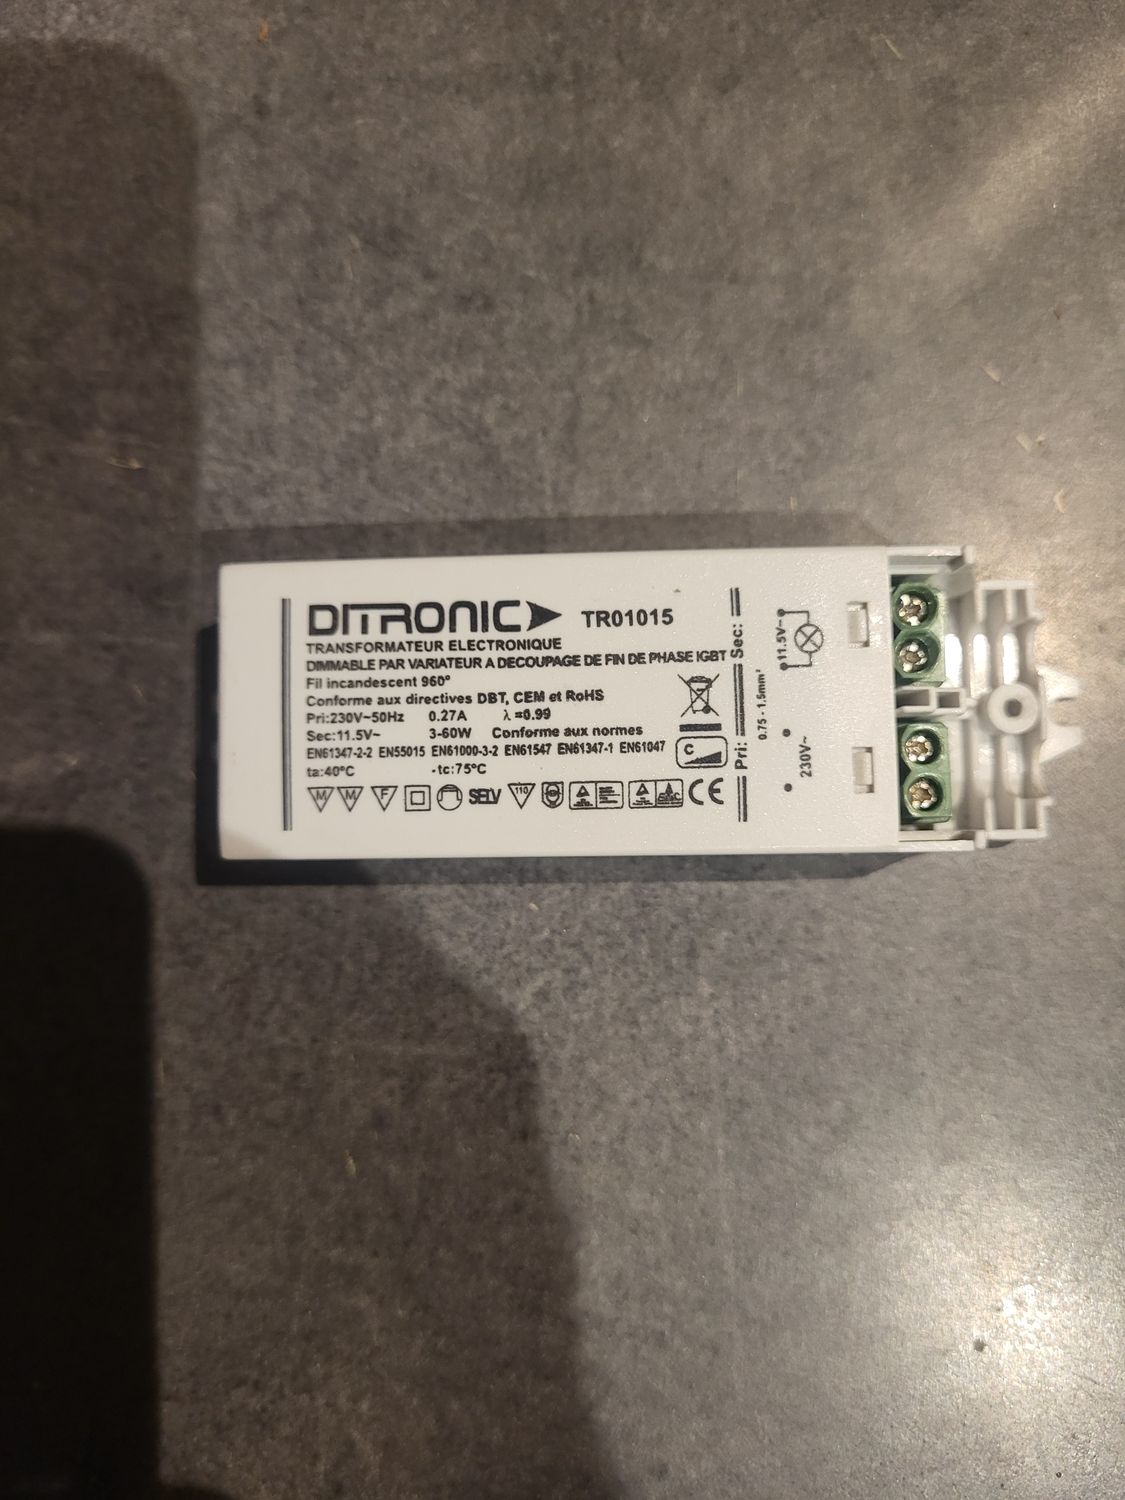 DITRONIC TR01015
TRANSFORMATEUR ELECTRONIQUE
DIMMABLE PAR VARIATEUR A DECOUPAGE DE FIN DE PHASE IGBT
Fil incandescent 960°
Conforme aux directives DBT, CEM et RoHS
Pri:230V~50Hz 0.27A λ=0.99
Sec:11.5V~ 3-60W Conforme aux normes
EN61347-2-2 EN55015 EN61000-3-2 EN61547 EN61347-1 EN61047
ta:40°C tc:75°C
M M F SELV 110 CE
C
Sec:
Pri:
0.75 - 1.5mm²
11.5V~
230V~